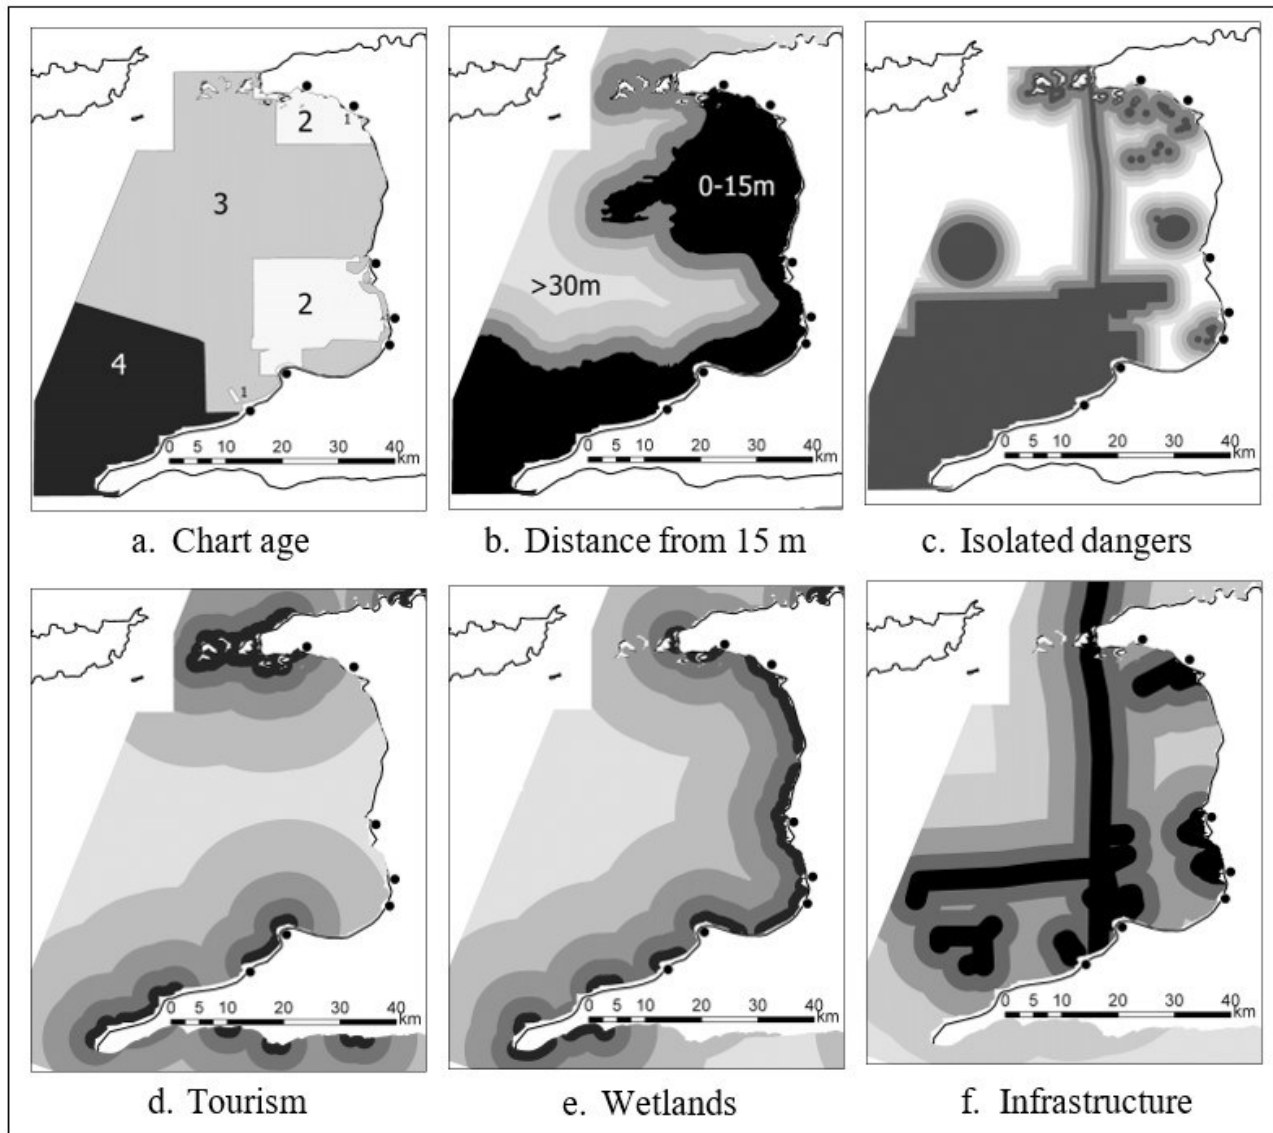 2
1
3
2
4
1
0 5 10 20 30 40
km
a. Chart age
0-15m
>30m
0 5 10 20 30 40
km
b. Distance from 15 m
0 5 10 20 30 40
km
c. Isolated dangers
0 5 10 20 30 40
km
d. Tourism
0 5 10 20 30 40
km
e. Wetlands
0 5 10 20 30 40
km
f. Infrastructure